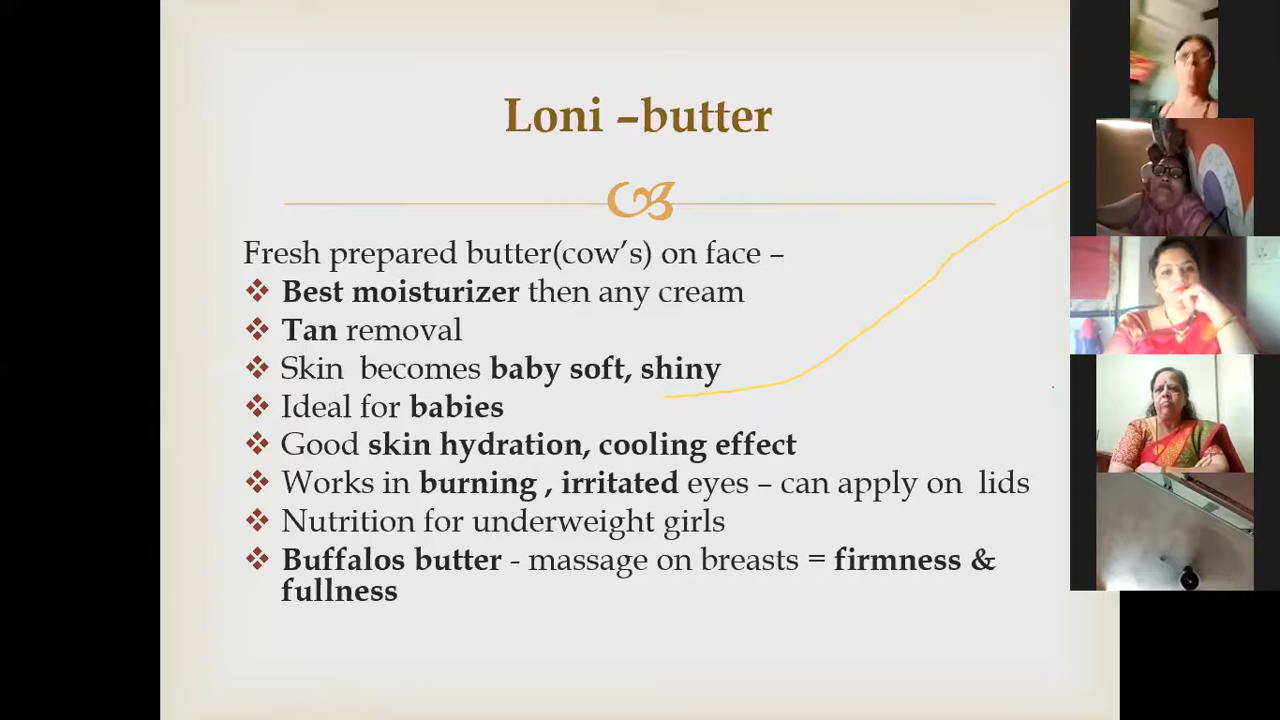 Loni –butter
Fresh prepared butter(cow’s) on face –
Best moisturizer then any cream
Tan removal
Skin  becomes baby soft, shiny
Ideal for babies
Good skin hydration, cooling effect
Works in burning , irritated eyes – can apply on  lids
Nutrition for underweight girls
Buffalos butter - massage on breasts = firmness &
fullness